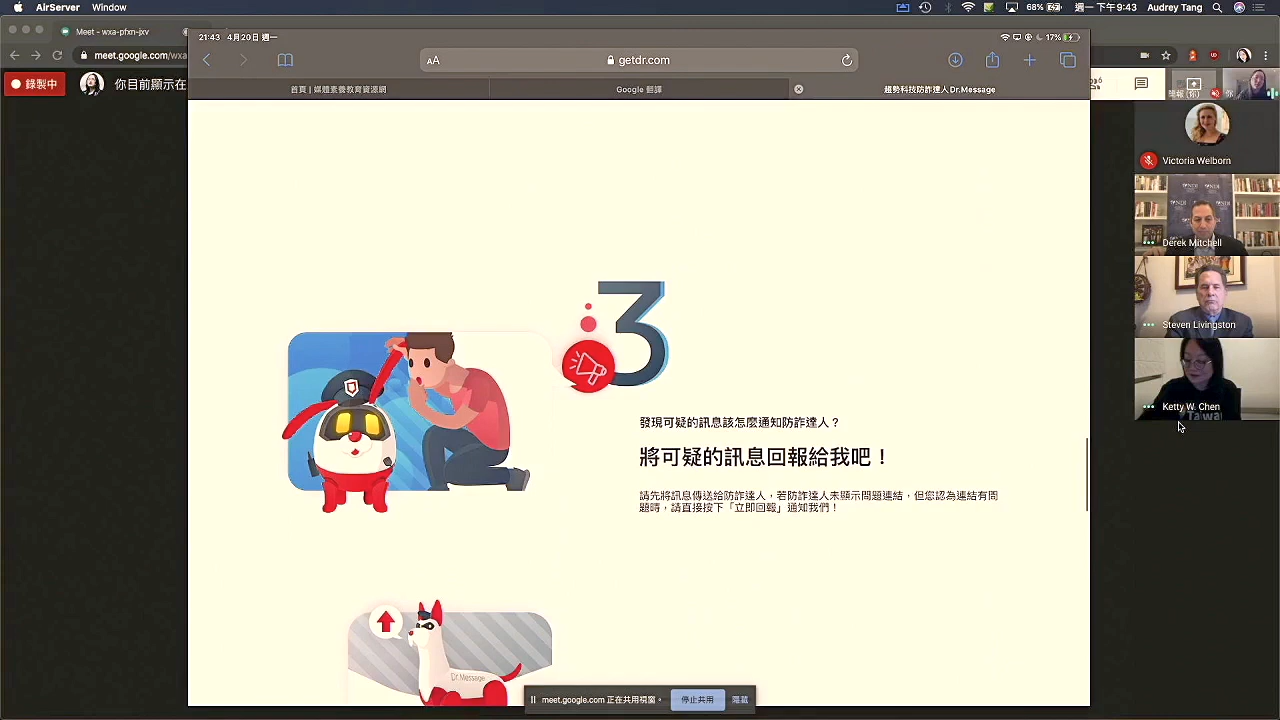 AirServer Window
68% 週一 下午9:43 Audrey Tang
Meet - wxa-pfxn-jxv
21:43 4月20日 週一
17%
meet.google.com/wxa
AA
getdr.com
錄製中
你目前顯示在
首頁 | 媒體素養教育資源網
Google 翻譯
趨勢科技防詐達人Dr.Message
Victoria Welborn
Derek Mitchell
Steven Livingston
Ketty W. Chen
3
發現可疑的訊息該怎麼通知防詐達人？
將可疑的訊息回報給我吧！
請先將訊息傳送給防詐達人，若防詐達人未顯示問題連結，但您認為連結有問
題時，請直接按下「立即回報」通知我們！
Dr.Message
meet.google.com 正在共用視窗。
停止共用
隱藏